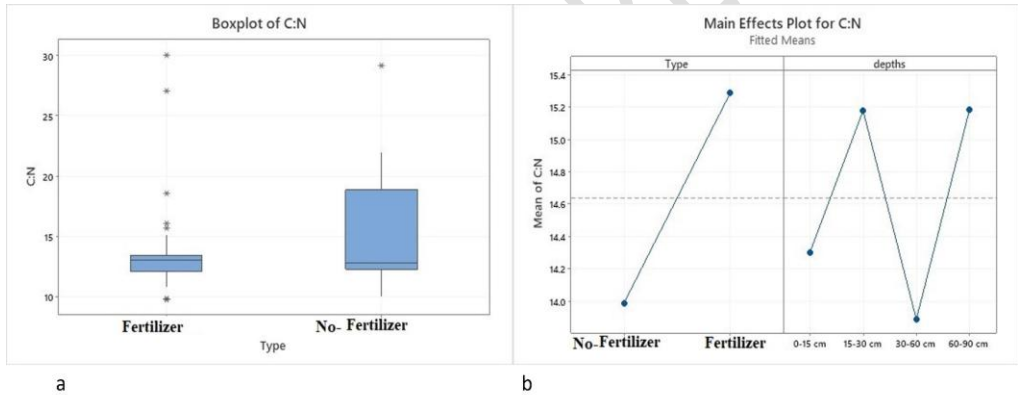 Boxplot of C:N
30
25
20
15
10
C:N
Fertilizer
No- Fertilizer
Type
a
Main Effects Plot for C:N
Fitted Means
Type
depths
15.4
15.2
15.0
14.8
14.6
14.4
14.2
14.0
Mean of C:N
No-Fertilizer
Fertilizer
0-15 cm
15-30 cm
30-60 cm
60-90 cm
b